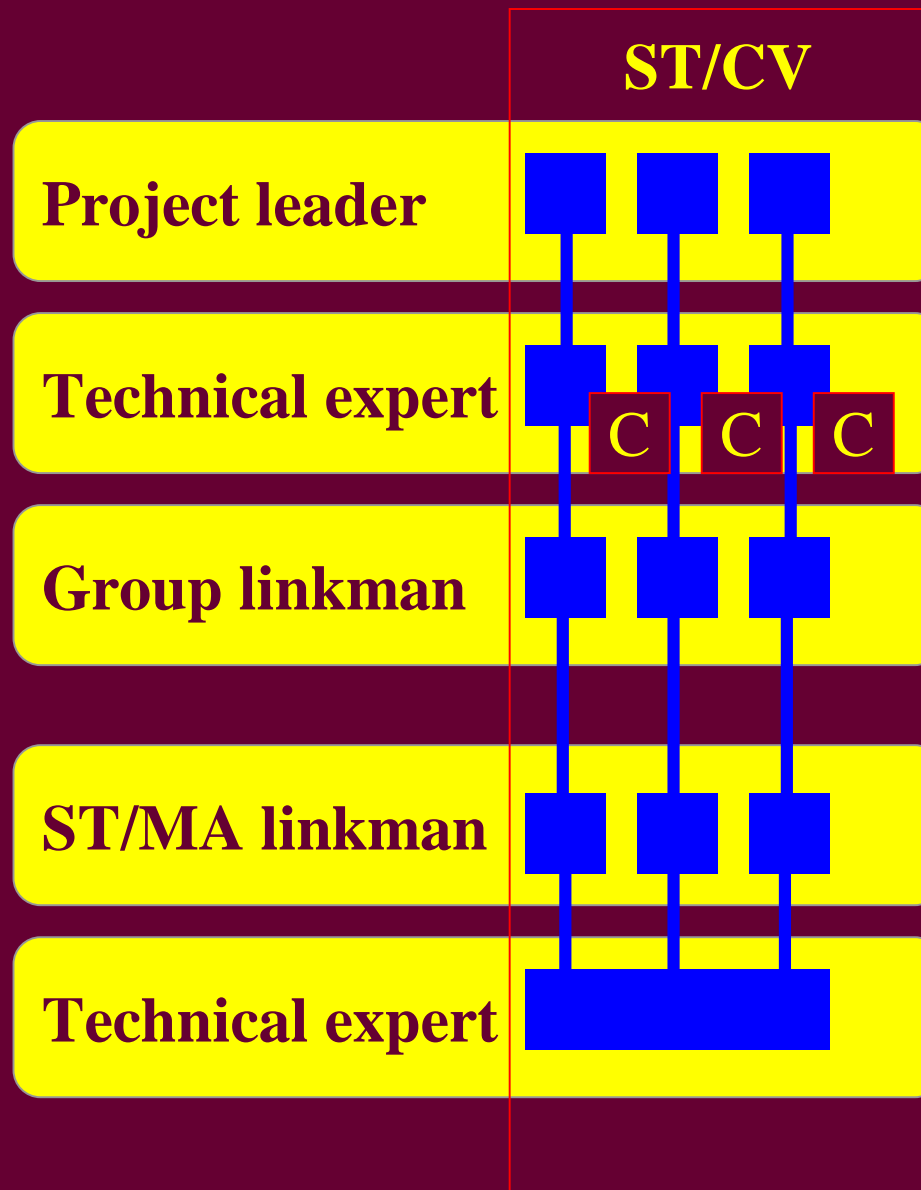 ST/CV
Project leader
Technical expert
C C C
Group linkman
ST/MA linkman
Technical expert